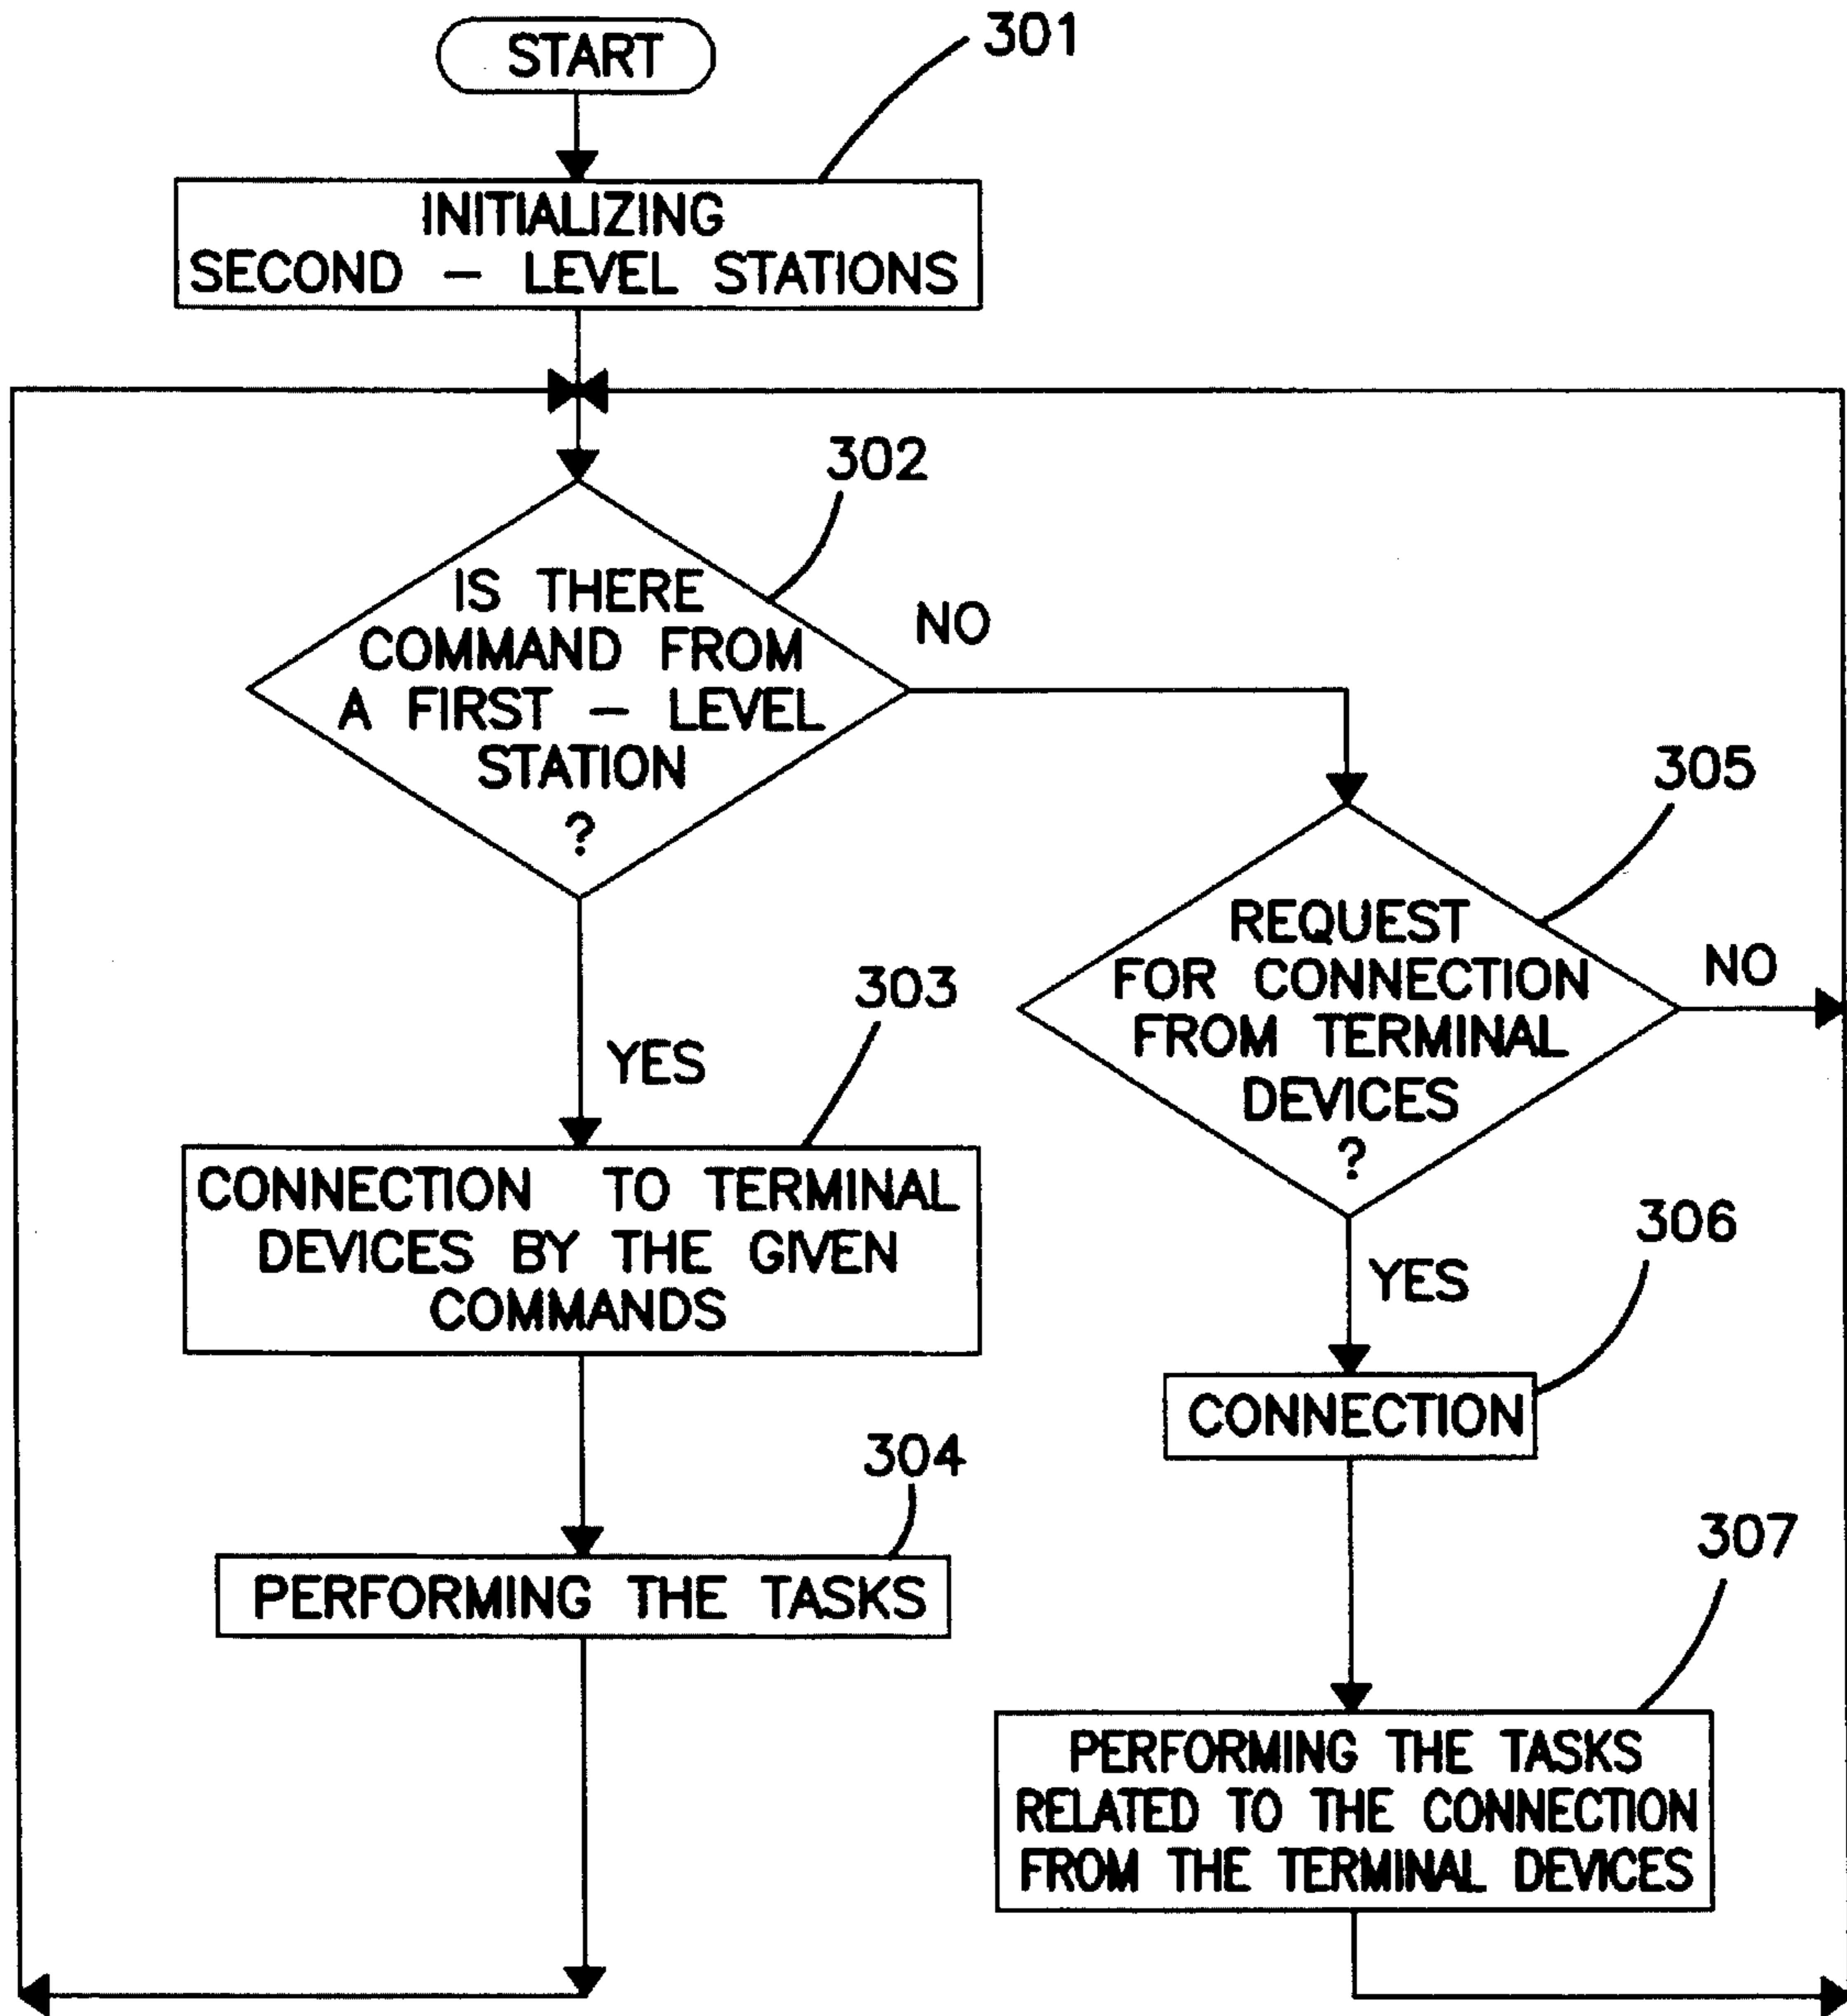 START
301
INITIALIZING
SECOND - LEVEL STATIONS
302
IS THERE
COMMAND FROM
A FIRST - LEVEL
STATION
?
NO
305
REQUEST
FOR CONNECTION
FROM TERMINAL
DEVICES
?
NO
YES
303
CONNECTION TO TERMINAL
DEVICES BY THE GIVEN
COMMANDS
YES
306
CONNECTION
304
PERFORMING THE TASKS
307
PERFORMING THE TASKS
RELATED TO THE CONNECTION
FROM THE TERMINAL DEVICES